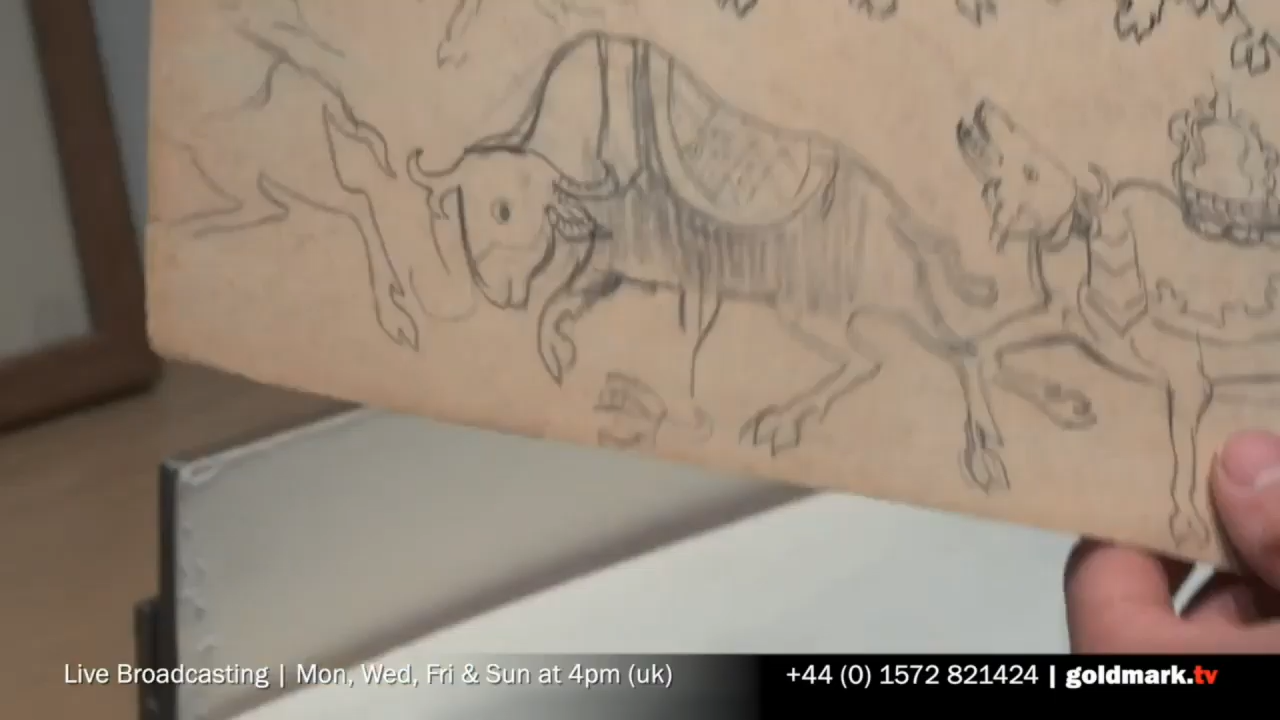 Live Broadcasting | Mon, Wed, Fri & Sun at 4pm (uk)
+44 (0) 1572 821424 | goldmark.tv